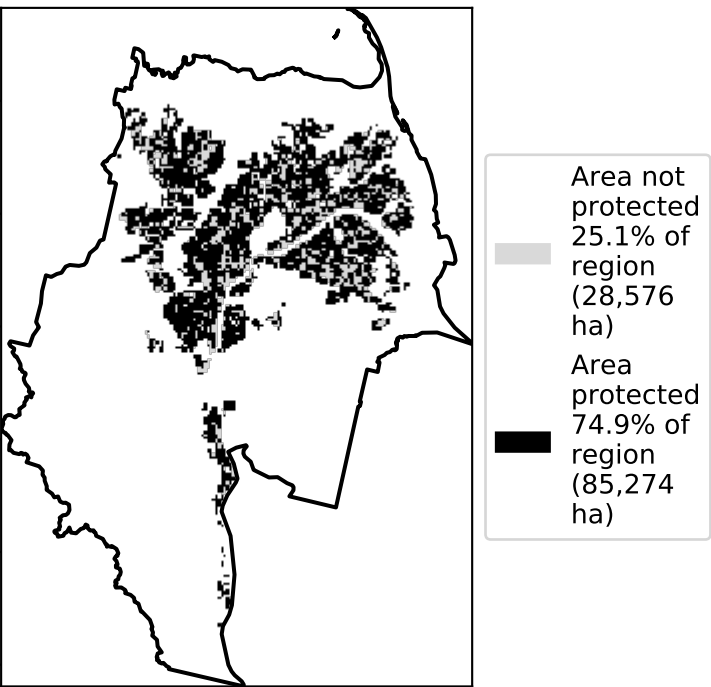 Area not
protected
25.1% of
region
(28,576
ha)
Area
protected
74.9% of
region
(85,274
ha)